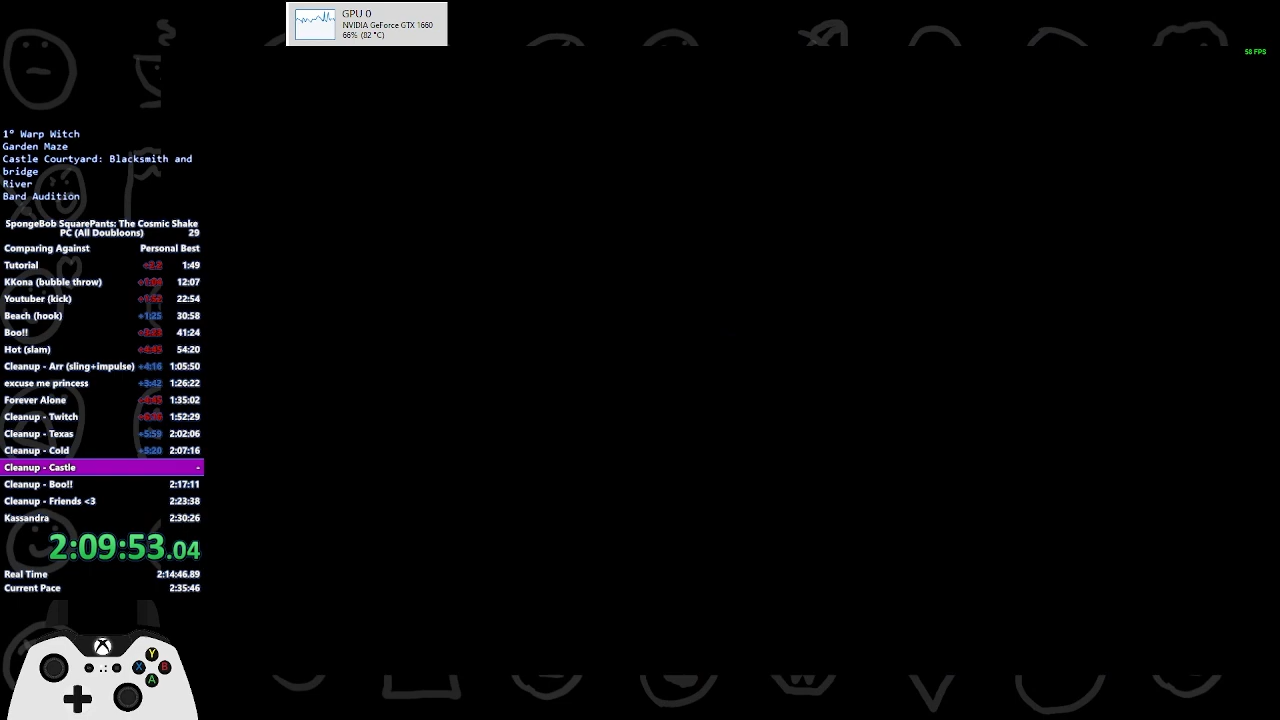 GPU 0
NVIDIA GeForce GTX 1660
66% (82 °C)
58 FPS
1° Warp Witch
Garden Maze
Castle Courtyard: Blacksmith and
bridge
River
Bard Audition
SpongeBob SquarePants: The Cosmic Shake
PC (All Doubloons) 29
Comparing Against Personal Best
Tutorial +2.2 1:49
KKona (bubble throw) 12:07
Youtuber (kick) 22:54
Beach (hook) +1:25 30:58
Boo!! 41:24
Hot (slam) 54:20
Cleanup - Arr (sling+impulse) +4:16 1:05:50
excuse me princess +3:42 1:26:22
Forever Alone 1:35:02
Cleanup - Twitch 1:52:29
Cleanup - Texas +5:59 2:02:06
Cleanup - Cold +5:20 2:07:16
Cleanup - Castle -
Cleanup - Boo!! 2:17:11
Cleanup - Friends <3 2:23:38
Kassandra 2:30:26
2:09:53.04
Real Time 2:14:46.89
Current Pace 2:35:46
Y
X B
A